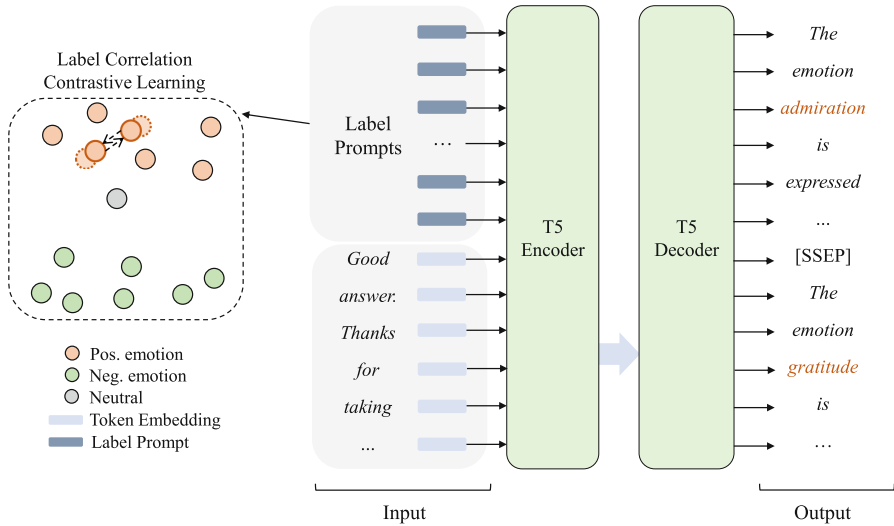 Label Correlation
Contrastive Learning
Pos. emotion
Neg. emotion
Neutral
Token Embedding
Label Prompt
Label
Prompts
...
Good
answer.
Thanks
for
taking
...
Input
T5
Encoder
T5
Decoder
The
emotion
admiration
is
expressed
...
[SSEP]
The
emotion
gratitude
is
...
Output